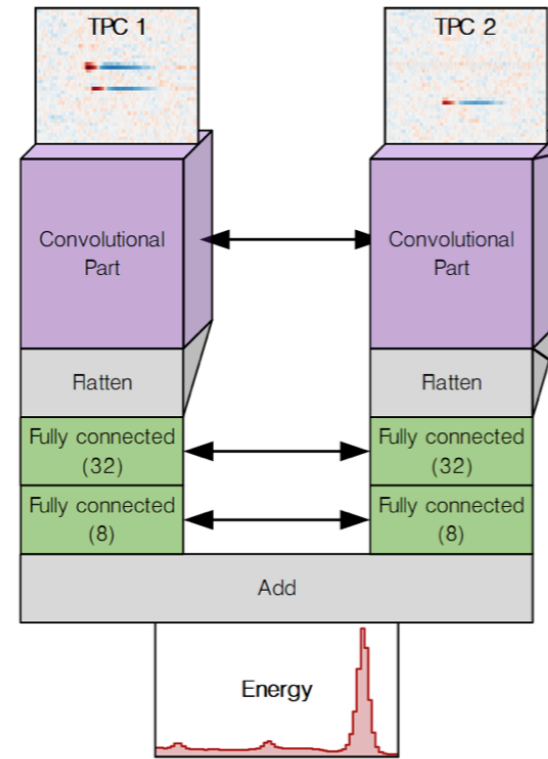 TPC 1
TPC 2
Convolutional
Part
Convolutional
Part
Flatten
Flatten
Fully connected
(32)
Fully connected
(32)
Fully connected
(8)
Fully connected
(8)
Add
Energy